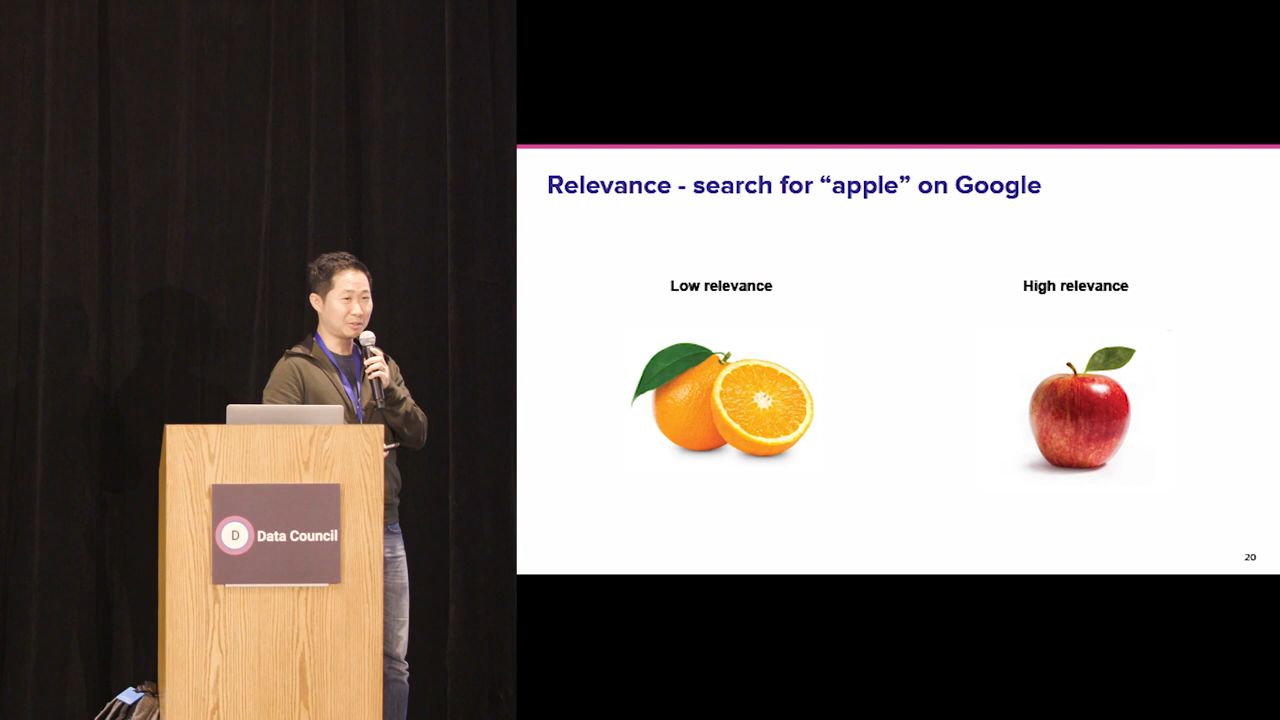 Relevance - search for “apple” on Google
Low relevance
High relevance
20
D
Data Council